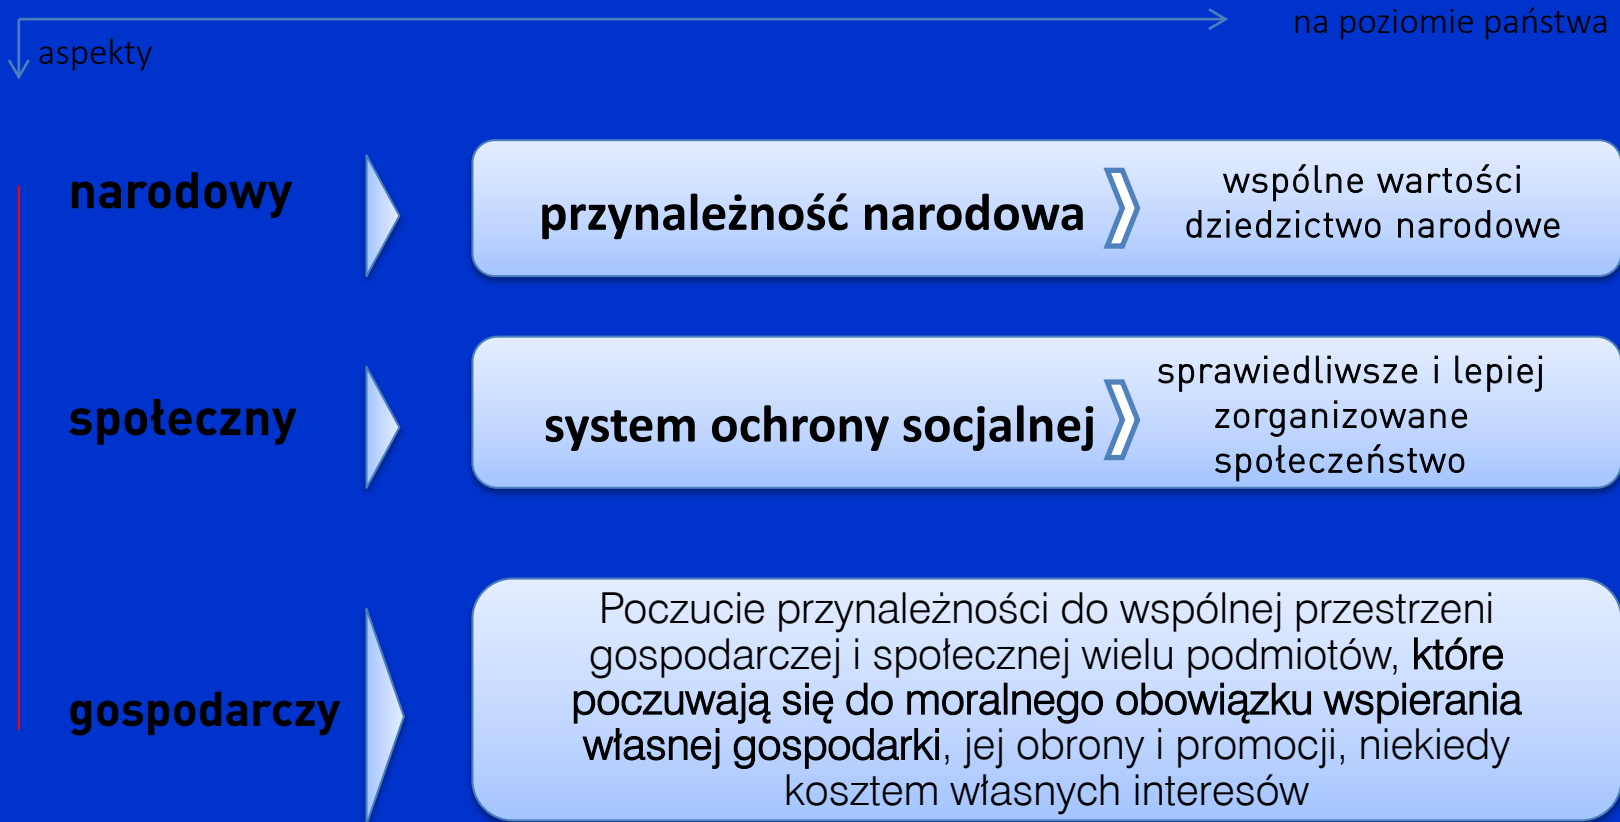 na poziomie państwa
aspekty
narodowy
przynależność narodowa
wspólne wartości
dziedzictwo narodowe
społeczny
system ochrony socjalnej
sprawiedliwsze i lepiej
zorganizowane
społeczeństwo
gospodarczy
Poczucie przynależności do wspólnej przestrzeni
gospodarczej i społecznej wielu podmiotów, które
poczuwają się do moralnego obowiązku wspierania
własnej gospodarki, jej obrony i promocji, niekiedy
kosztem własnych interesów